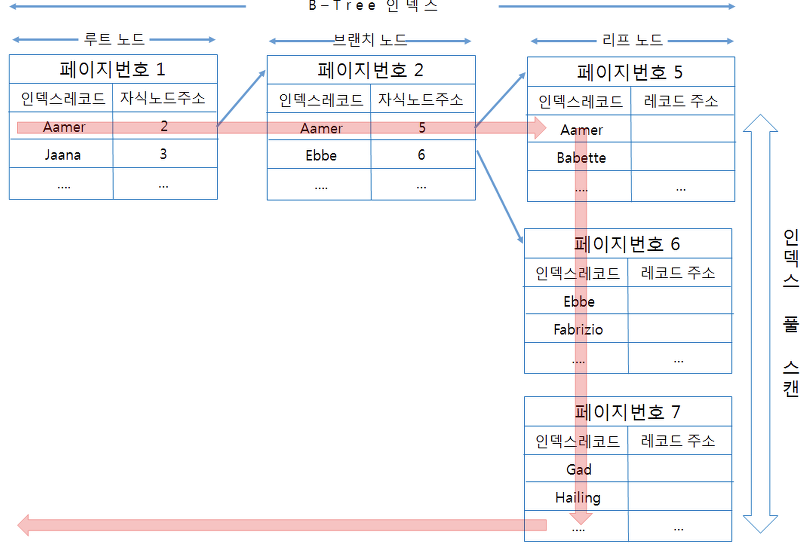 B-Tree 인덱스
루트 노드
브랜치 노드
리프 노드
페이지번호 1
인덱스레코드 자식노드주소
Aamer 2
Jaana 3
.... ...
페이지번호 2
인덱스레코드 자식노드주소
Aamer 5
Ebbe 6
.... ...
페이지번호 5
인덱스레코드 레코드 주소
Aamer
Babette
.... ...
페이지번호 6
인덱스레코드 레코드 주소
Ebbe
Fabrizio
.... ...
페이지번호 7
인덱스레코드 레코드 주소
Gad
Hailing
.... ...
인덱스 풀 스캔